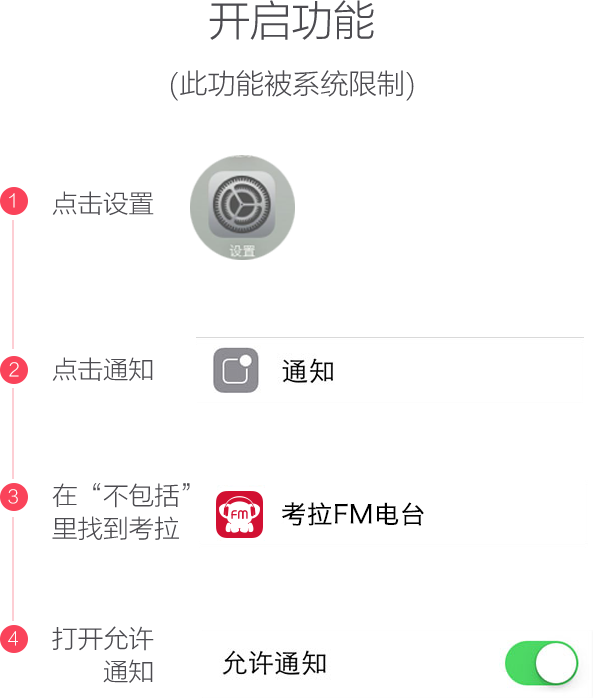 开启功能
(此功能被系统限制)
1 点击设置
设置
2 点击通知 通知
3 在“不包括”
里找到考拉
FM 考拉FM电台
4 打开允许
通知
允许通知